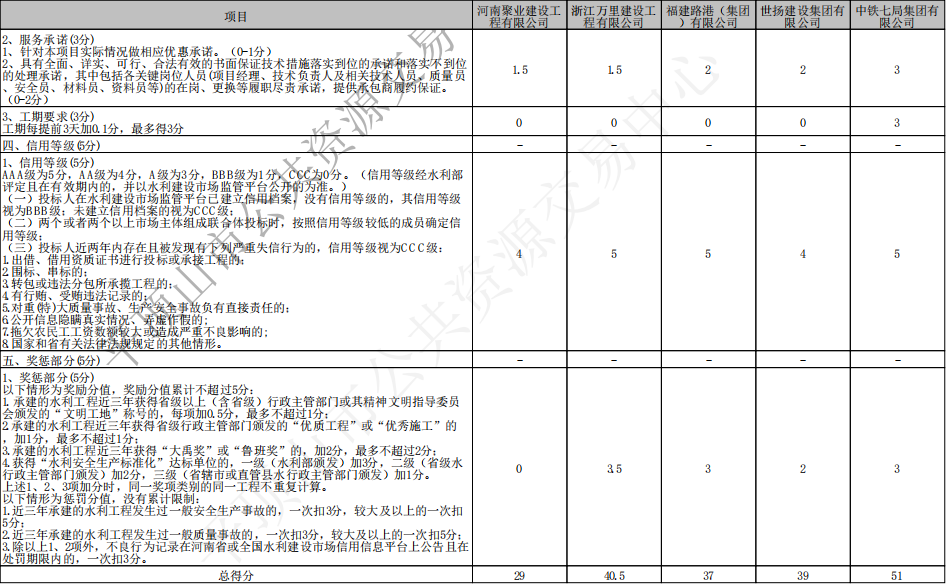 项目
河南聚业建设工
程有限公司
浙江万里建设工
程有限公司
福建路港（集团
）有限公司
世扬建设集团有
限公司
中铁七局集团有
限公司
2、服务承诺(3分)
1、针对本项目实际情况做相应优惠承诺。（0-1分）
2、具有全面、详实、可行、合法有效的书面保证技术措施落实到位的承诺和落实不到位
的处理承诺，其中包括各关键岗位人员(项目经理、技术负责人及相关技术人员、质量员
、安全员、材料员、资料员等)的在岗、更换等履职尽责承诺，提供承包商履约保证。
（0-2分）
1.5
1.5
2
2
3
3、工期要求(3分)
工期每提前3天加0.1分，最多得3分
0
0
0
0
3
四、信用等级(5分)
-
-
-
-
-
1、信用等级(5分)
AAA级为5分，AA级为4分，A级为3分，BBB级为1分，CCC为0分。（信用等级经水利部
评定且在有效期内的，并以水利建设市场监管平台公开的为准。）
（一）投标人在水利建设市场监管平台已建立信用档案，没有信用等级的，其信用等级
视为BBB级；未建立信用档案的视为CCC级；
（二）两个或者两个以上市场主体组成联合体投标时，按照信用等级较低的成员确定信
用等级；
（三）投标人近两年内存在且被发现有下列严重失信行为的，信用等级视为CCC级：
1.出借、借用资质证书进行投标或承接工程的；
2.围标、串标的；
3.转包或违法分包所承揽工程的；
4.有行贿、受贿违法记录的；
5.对重(特)大质量事故、生产安全事故负有直接责任的；
6.公开信息隐瞒真实情况、弄虚作假的；
7.拖欠农民工工资数额较大或造成严重不良影响的；
8.国家和省有关法律法规规定的其他情形。
4
5
5
4
5
五、奖惩部分(5分)
-
-
-
-
-
1、奖惩部分(5分)
以下情形为奖励分值，奖励分值累计不超过5分；
1.承建的水利工程近三年获得省级以上（含省级）行政主管部门或其精神文明指导委员
会颁发的“文明工地”称号的，每项加0.5分，最多不超过1分；
2.承建的水利工程近三年获得省级行政主管部门颁发的“优质工程”或“优秀施工”的
，加1分，最多不超过1分；
3.承建的水利工程近三年获得“大禹奖”或“鲁班奖”的，加2分，最多不超过2分；
4.获得“水利安全生产标准化”达标单位的，一级（水利部颁发）加3分，二级（省级水
行政主管部门颁发）加2分，三级（省辖市或直管县水行政主管部门颁发）加1分。
上述1、2、3项加分时，同一奖项类别的同一工程不重复计算。
以下情形为惩罚分值，没有累计限制：
1.近三年承建的水利工程发生过一般安全生产事故的，一次扣3分，较大及以上的一次扣
5分；
2.近三年承建的水利工程发生过一般质量事故的，一次扣3分，较大及以上的一次扣5分；
3.除以上1、2项外，不良行为记录在河南省或全国水利建设市场信用信息平台上公告且在
处罚期限内的，一次扣3分。
0
3.5
3
2
3
总得分
29
40.5
37
39
51
平顶山市公共资源交易
平顶山市公共资源交易中心